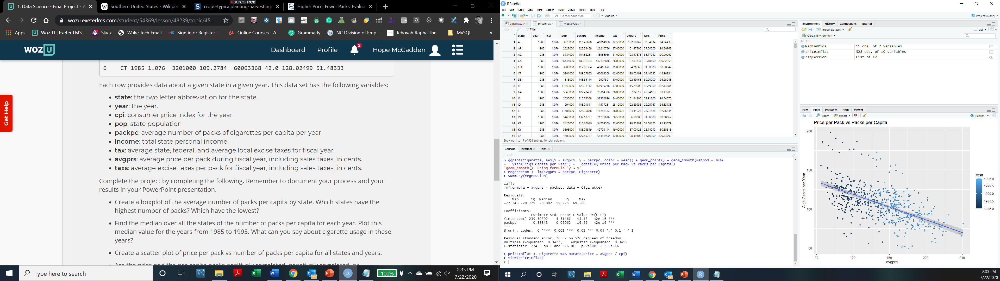 screenrec
1. Data Science - Final Project - W
Southern United States - Wikiped
crops-typicalplanting-harvesting
Higher Price, Fewer Packs: Evalua
wozu.exeterlms.com/student/54369/lesson/48239/topic/45...
Apps
Woz-U | Exeter LMS...
Slack
Wake Tech Email
Sign in or Register |...
Online Courses - A...
Grammarly
NC Division of Emp...
Jehovah Rapha The...
MySQL
»
WOZ U
Dashboard
Profile
2
Hope McCadden
6 CT 1985 1.076 3201000 109.2784 60063368 42.0 128.02499 51.48333
Each row provides data about a given state in a given year. This data set has the following variables:
• state: the two letter abbreviation for the state.
• year: the year.
• cpi: consumer price index for the year.
• pop: state population
• packpc: average number of packs of cigarettes per capita per year
• income: total state personal income.
• tax: average state, federal, and average local excise taxes for fiscal year.
• avgprs: average price per pack during fiscal year, including sales taxes, in cents.
• taxs: average excise taxes per pack for fiscal year, including sales taxes, in cents.
Complete the project by completing the following. Remember to document your process and your
results in your PowerPoint presentation.
• Create a boxplot of the average number of packs per capita by state. Which states have the
highest number of packs? Which have the lowest?
• Find the median over all the states of the number of packs per capita for each year. Plot this
median value for the years from 1985 to 1995. What can you say about cigarette usage in these
years?
• Create a scatter plot of price per pack vs number of packs per capita for all states and years.
• Are the price and the per capita packs positively correlated, negatively correlated, or
Get Help
Type here to search
100%
2:33 PM
7/22/2020
RStudio
File Edit Code View Plots Session Build Debug Profile Tools Help
Go to file/function
Addins
Project: (None)
Cigarette.R*
priceInflat
MedianCids
Filter
state year cpi pop packpc income tax avgprs taxs Price
1 AL 1985 1.076 3973000 116.48628 46014968 32.50000 102.18167 33.34834 94.96438
2 AR 1985 1.076 2327000 128.53459 26210736 37.00000 101.47500 37.00000 94.30762
3 AZ 1985 1.076 3184000 104.52261 43956936 31.00000 108.57875 36.17042 100.90962
4 CA 1985 1.076 26444000 100.36304 447102816 26.00000 107.83734 32.10400 100.22058
5 CO 1985 1.076 3209000 112.96354 49466672 31.00000 94.26666 31.00000 87.60842
6 CT 1985 1.076 3201000 109.27835 60063368 42.00000 128.02499 51.48333 118.98234
7 DE 1985 1.076 618000 143.85114 9927301 30.00000 102.49166 30.00000 95.25248
8 FL 1985 1.076 11352000 122.18112 166919248 37.00000 115.29000 42.49000 107.14684
9 GA 1985 1.076 5963000 127.23462 78364336 28.00000 97.02517 28.84183 90.17209
10 IA 1985 1.076 2830000 113.74558 37902896 34.00000 101.84200 37.91700 94.64870
11 ID 1985 1.076 994000 103.01811 11577261 25.10000 102.89933 29.05767 95.63135
12 IL 1985 1.076 11401000 123.20848 176786352 28.00001 104.44025 28.91526 97.06344
13 IN 1985 1.076 5460000 137.63737 71751616 26.50000 96.18000 31.08000 89.38662
14 KS 1985 1.076 2428000 116.68040 34784360 32.00000 98.92291 34.88125 91.93579
15 KY 1985 1.076 3695000 186.03519 42703144 19.00000 87.00125 23.14292 80.85618
16 LA 1985 1.076 4409000 127.55727 53431900 32.00000 108.39400 36.16900 100.73792
Showing 1 to 17 of 528 entries, 10 total columns
Console Terminal Jobs
~/
> ggplot(Cigarette, aes(x = avgprs, y = packpc, color = year)) + geom_point() + geom_smooth(method = lm)+
+ ylab("Cigs Capita per Year") + ggtitle("Price per Pack vs Packs per Capita")
`geom_smooth()` using formula 'y ~ x'
> regression <- lm(avgprs ~ packpc, Cigarette)
> summary(regression)
Call:
lm(formula = avgprs ~ packpc, data = Cigarette)
Residuals:
Min 1Q Median 3Q Max
-72.346 -20.729 -0.002 19.775 69.580
Coefficients:
Estimate Std. Error t value Pr(>|t|)
(Intercept) 239.50792 5.51461 43.43 <2e-16 ***
packpc -0.83843 0.05062 -16.56 <2e-16 ***
---
Signif. codes: 0 '***' 0.001 '**' 0.01 '*' 0.05 '.' 0.1 ' ' 1
Residual standard error: 26.87 on 526 degrees of freedom
Multiple R-squared: 0.3427, Adjusted R-squared: 0.3415
F-statistic: 274.3 on 1 and 526 DF, p-value: < 2.2e-16
> priceInflat <- Cigarette %>% mutate(Price = avgprs / cpi)
> View(priceInflat)
>
Environment History Connections Tutorial
Import Dataset
List
Global Environment
Data
MedianCids 11 obs. of 2 variables
priceInflat 528 obs. of 10 variables
regression List of 12
Files Plots Packages Help Viewer
Zoom Export Publish
Price per Pack vs Packs per Capita
200
150
100
50
Cigs Capita per Year
80 120 160 200 240
avgprs
year
1995.0
1992.5
1990.0
1987.5
1985.0
2:33 PM
7/22/2020